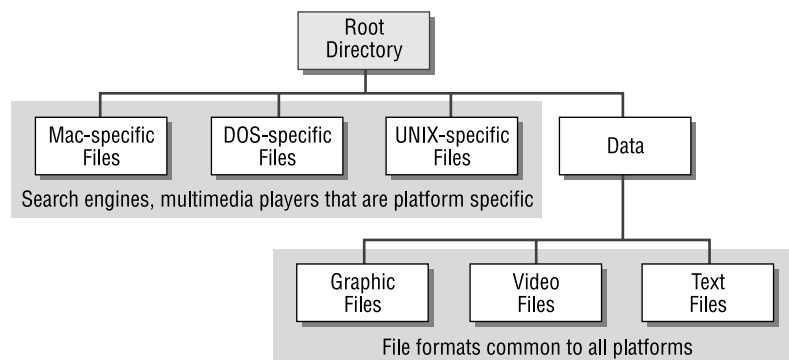 Root
Directory
Mac-specific
Files
DOS-specific
Files
UNIX-specific
Files
Data
Search engines, multimedia players that are platform specific
Graphic
Files
Video
Files
Text
Files
File formats common to all platforms